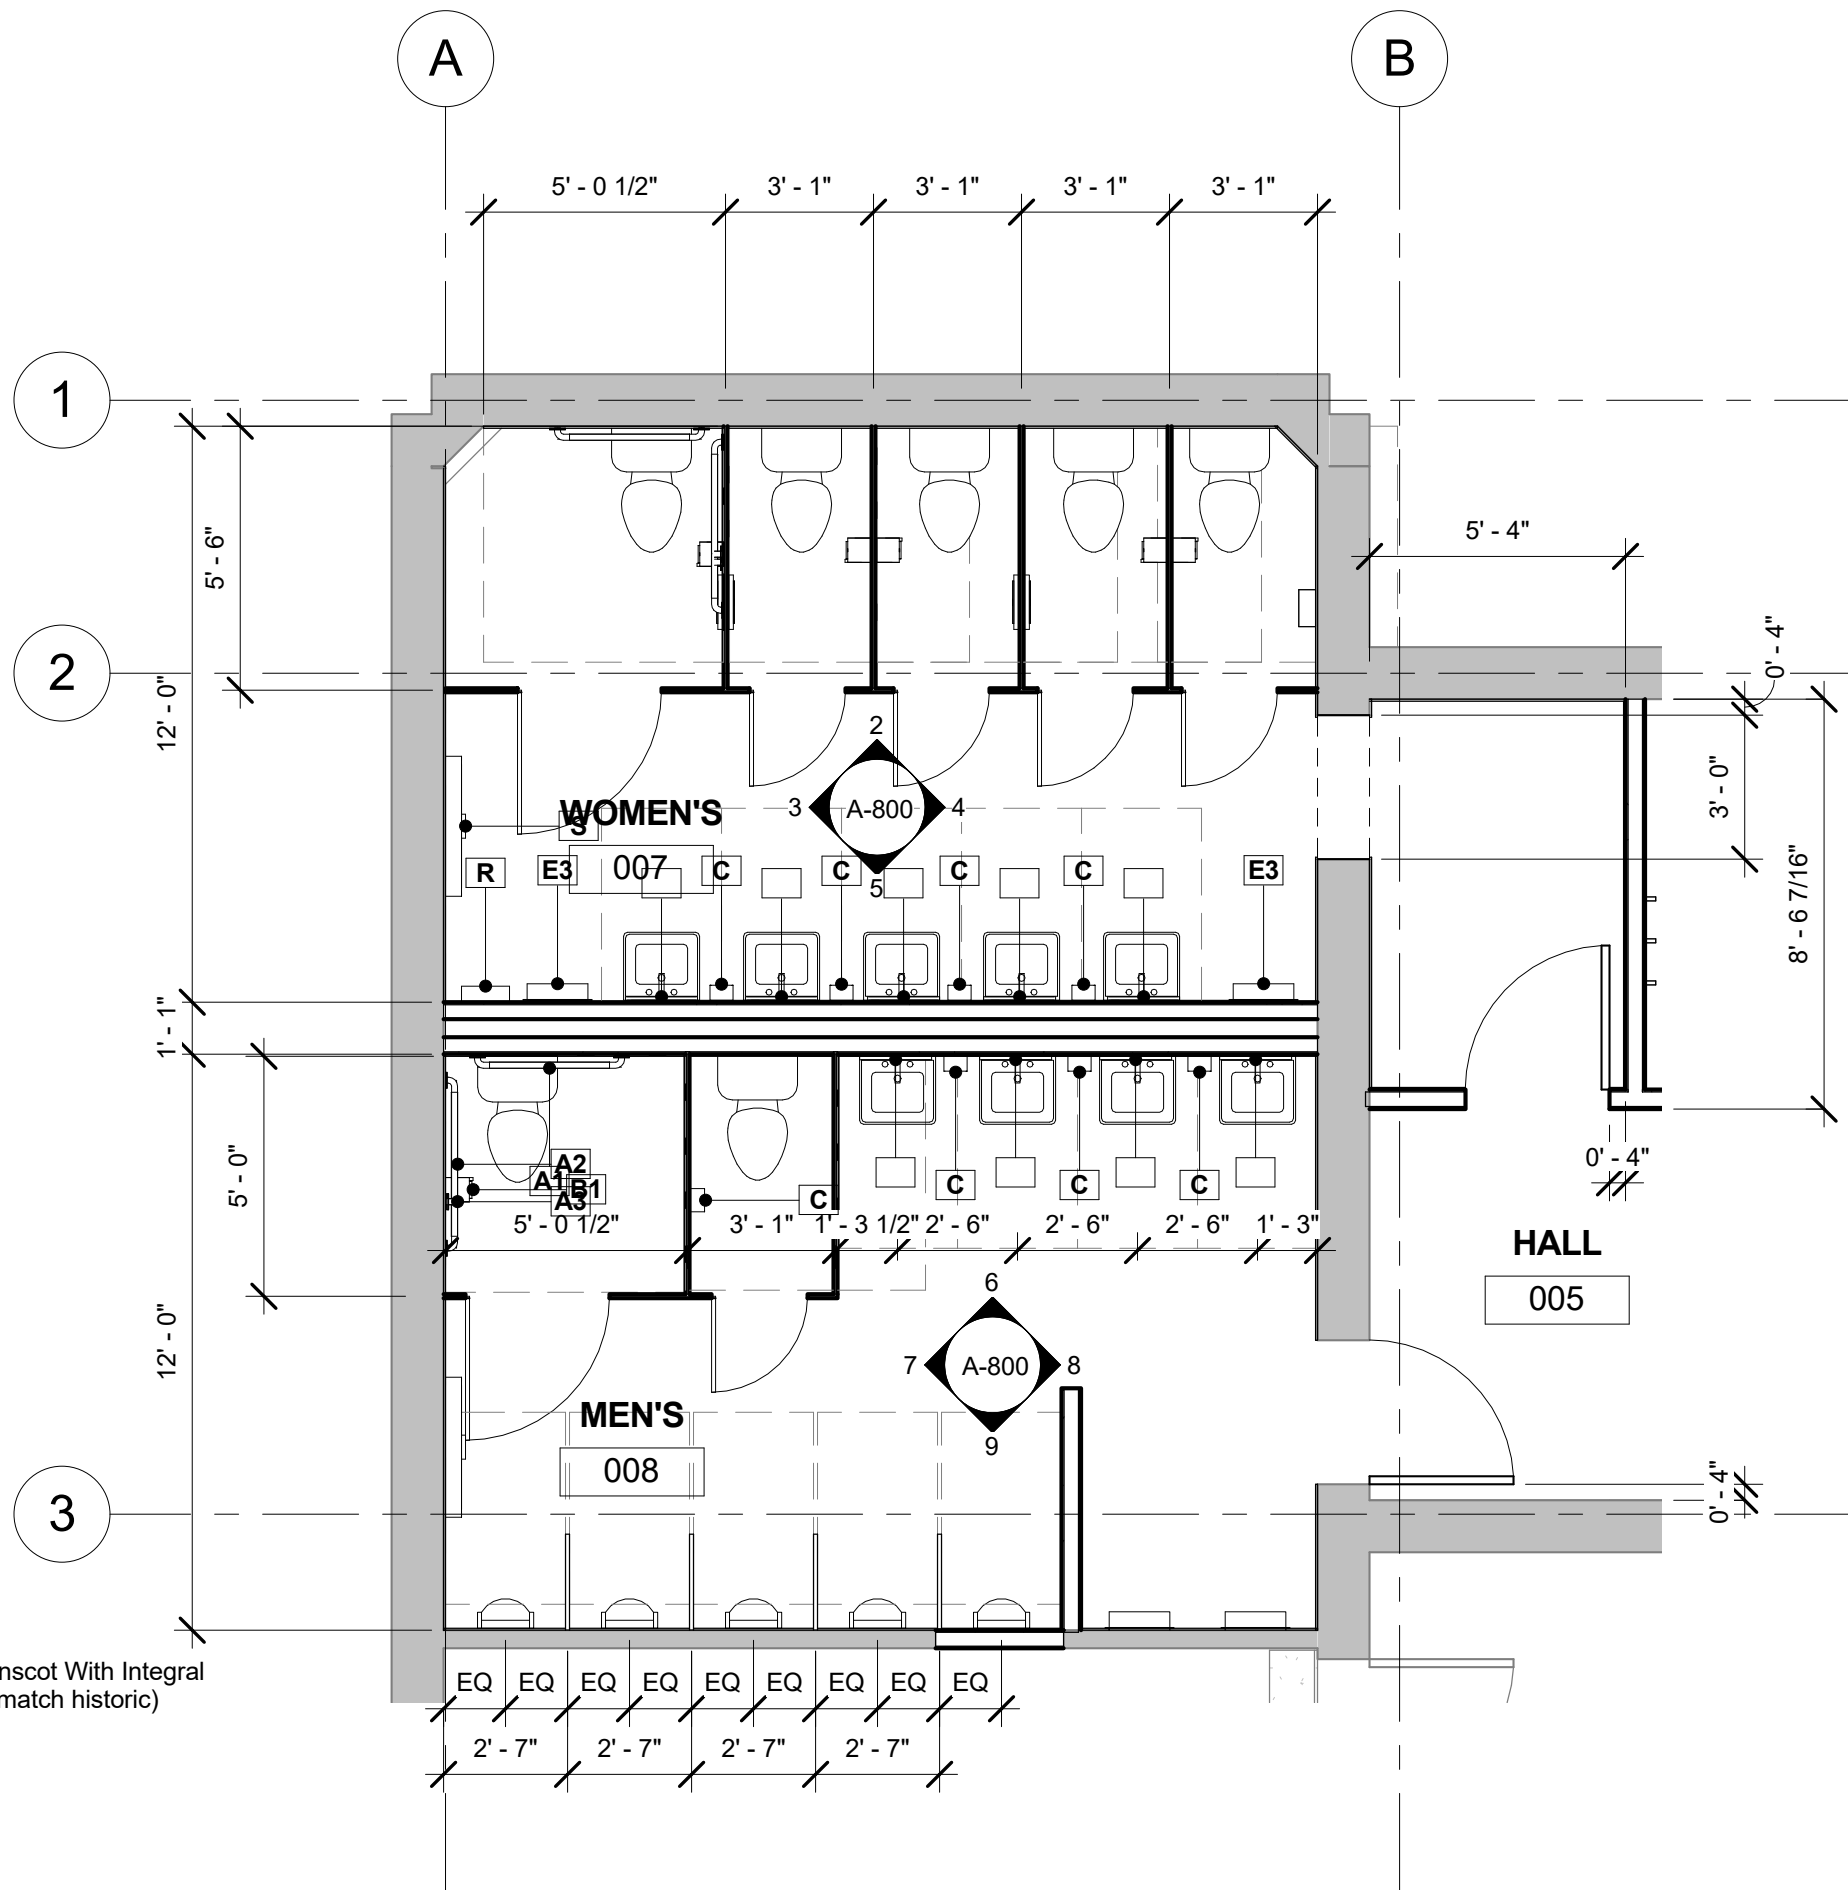 A
B
5' - 0 1/2"
3' - 1"
3' - 1"
3' - 1"
3' - 1"
1
5' - 6"
5' - 4"
0' - 4"
2
12' - 0"
3' - 0"
8' - 6 7/16"
2
3
A-800
4
5
WOMEN'S
S
007
R
E3
C
C
C
C
E3
1' - 1"
5' - 0"
A2
A1
B1
A3
C
C
C
C
0' - 4"
5' - 0 1/2"
3' - 1"
1' - 3 1/2"
2' - 6"
2' - 6"
2' - 6"
1' - 3"
HALL
005
6
7
A-800
8
9
12' - 0"
MEN'S
008
3
0' - 4"
nscot With Integral
match historic)
EQ
EQ
EQ
EQ
EQ
EQ
EQ
EQ
EQ
2' - 7"
2' - 7"
2' - 7"
2' - 7"